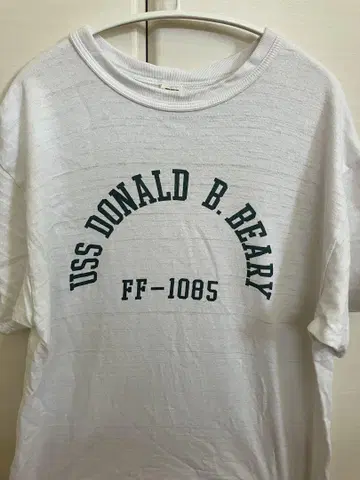 USS DONALD B. BEARY
FF-1085